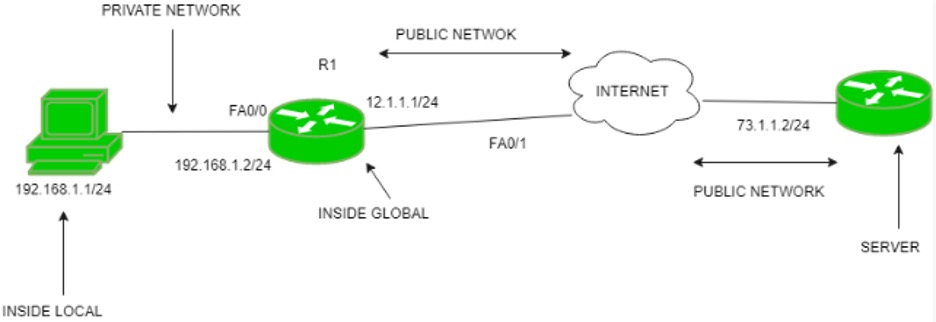 PRIVATE NETWORK
PUBLIC NETWOK
R1
INTERNET
FA0/0
12.1.1.1/24
73.1.1.2/24
FA0/1
192.168.1.2/24
192.168.1.1/24
PUBLIC NETWORK
INSIDE GLOBAL
SERVER
INSIDE LOCAL